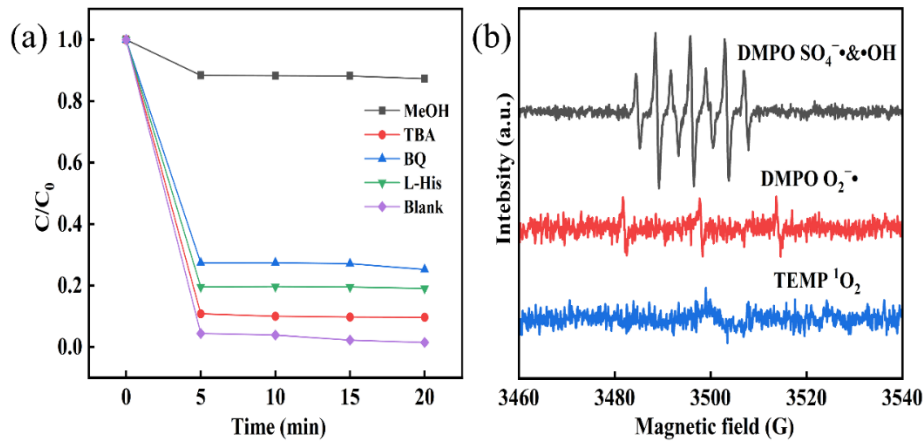 (a)
1.0
0.8
0.6
0.4
0.2
0.0
C/C₀
0
5
10
15
20
Time (min)
MeOH
TBA
BQ
L-His
Blank
(b)
Intebsity (a.u.)
DMPO SO₄⁻•&•OH
DMPO O₂⁻•
TEMP ¹O₂
3460
3480
3500
3520
3540
Magnetic field (G)